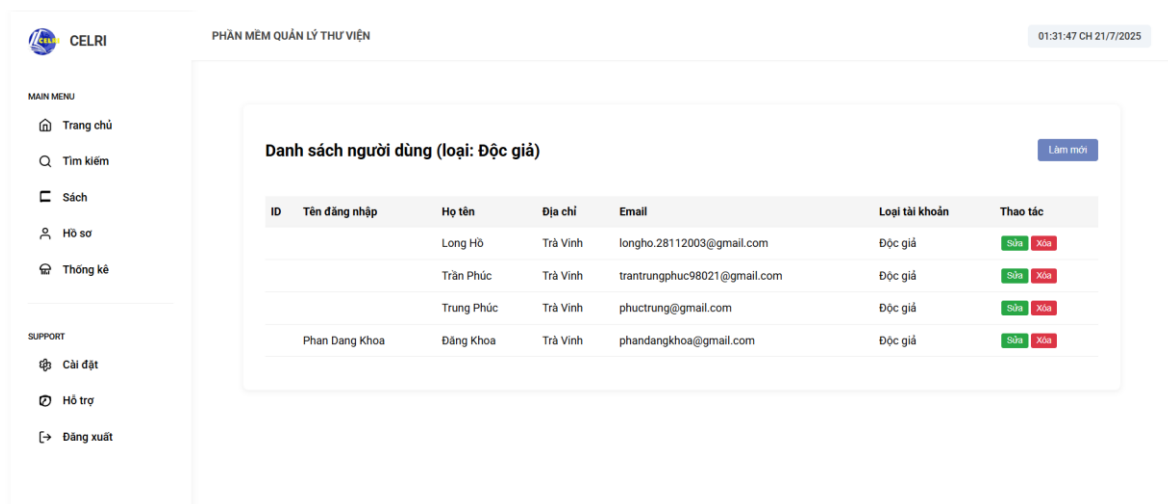 CELRI
CELRI
PHẦN MỀM QUẢN LÝ THƯ VIỆN
01:31:47 CH 21/7/2025
MAIN MENU
Trang chủ
Tìm kiếm
Sách
Hồ sơ
Thống kê
SUPPORT
Cài đặt
Hỗ trợ
Đăng xuất
Danh sách người dùng (loại: Độc giả)
Làm mới
ID Tên đăng nhập Họ tên Địa chỉ Email Loại tài khoản Thao tác
Long Hồ Trà Vinh longho.28112003@gmail.com Độc giả Sửa Xóa
Trần Phúc Trà Vinh trantrungphuc98021@gmail.com Độc giả Sửa Xóa
Trung Phúc Trà Vinh phuctrung@gmail.com Độc giả Sửa Xóa
Phan Dang Khoa Đăng Khoa Trà Vinh phandangkhoa@gmail.com Độc giả Sửa Xóa